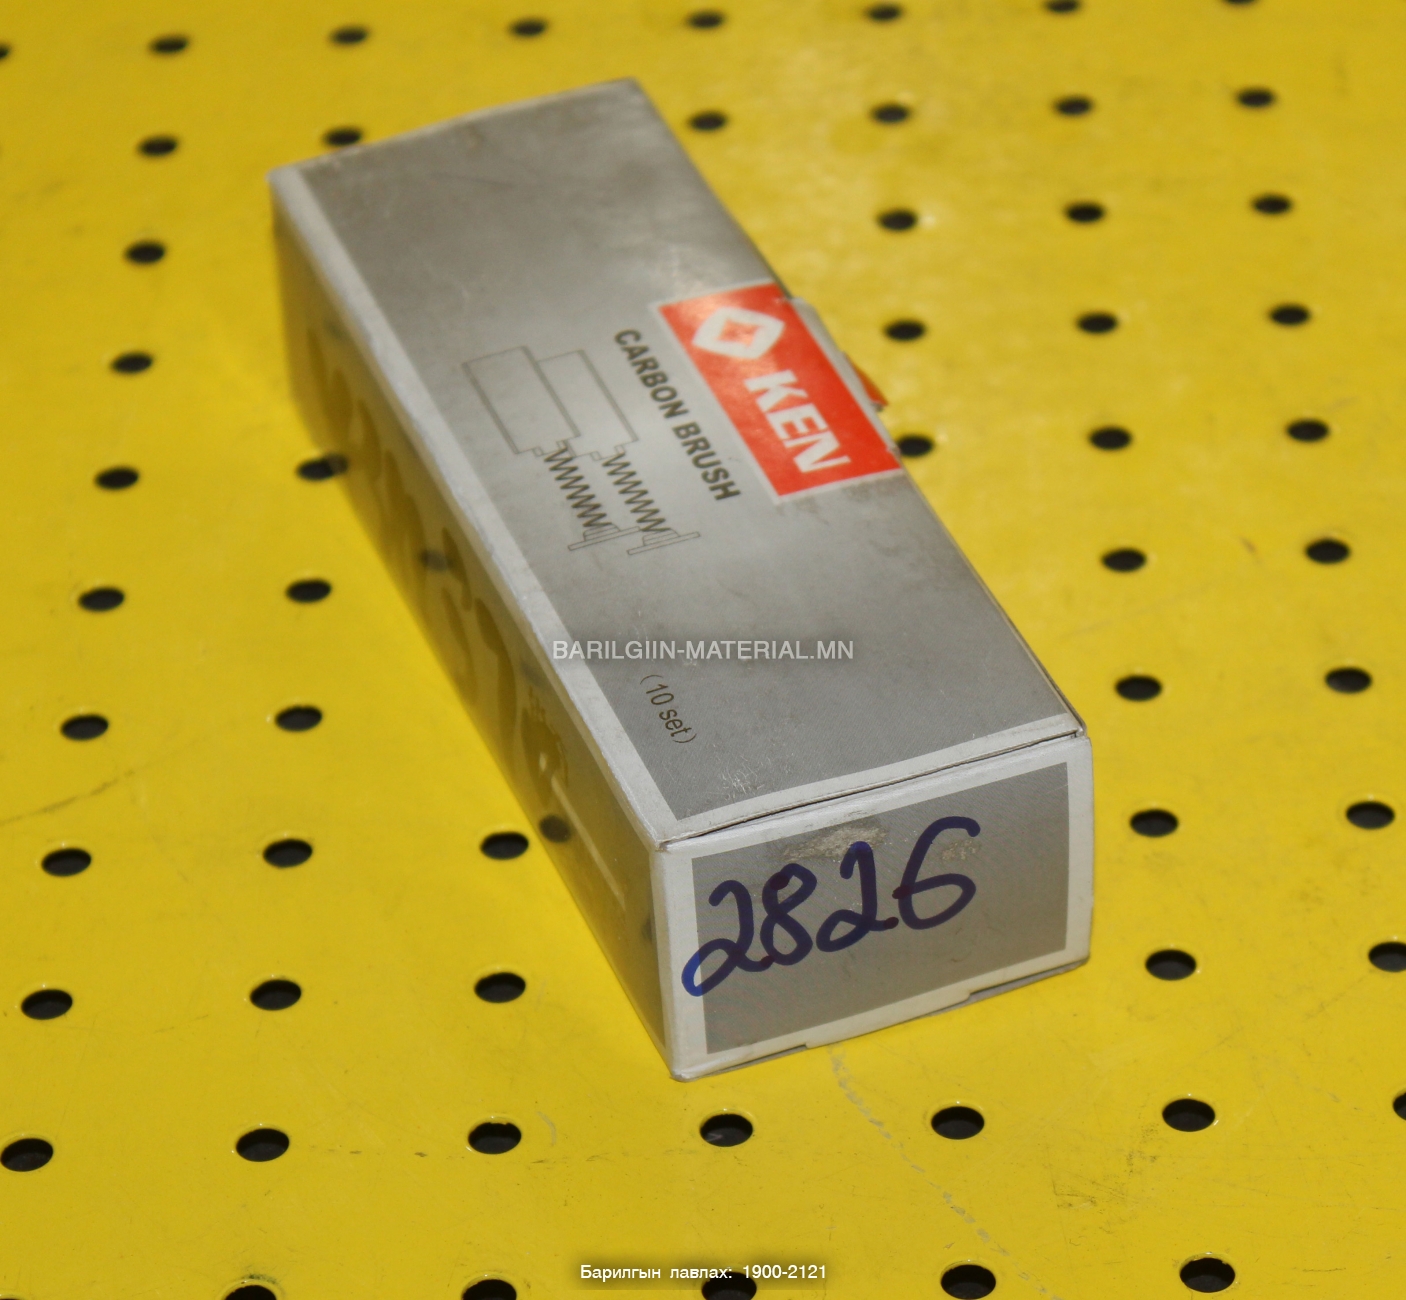 KEN
CARBON BRUSH
BARILGIIN-MATERIAL.MN
(10 set)
2826
Барилгын лавлах: 1900-2121